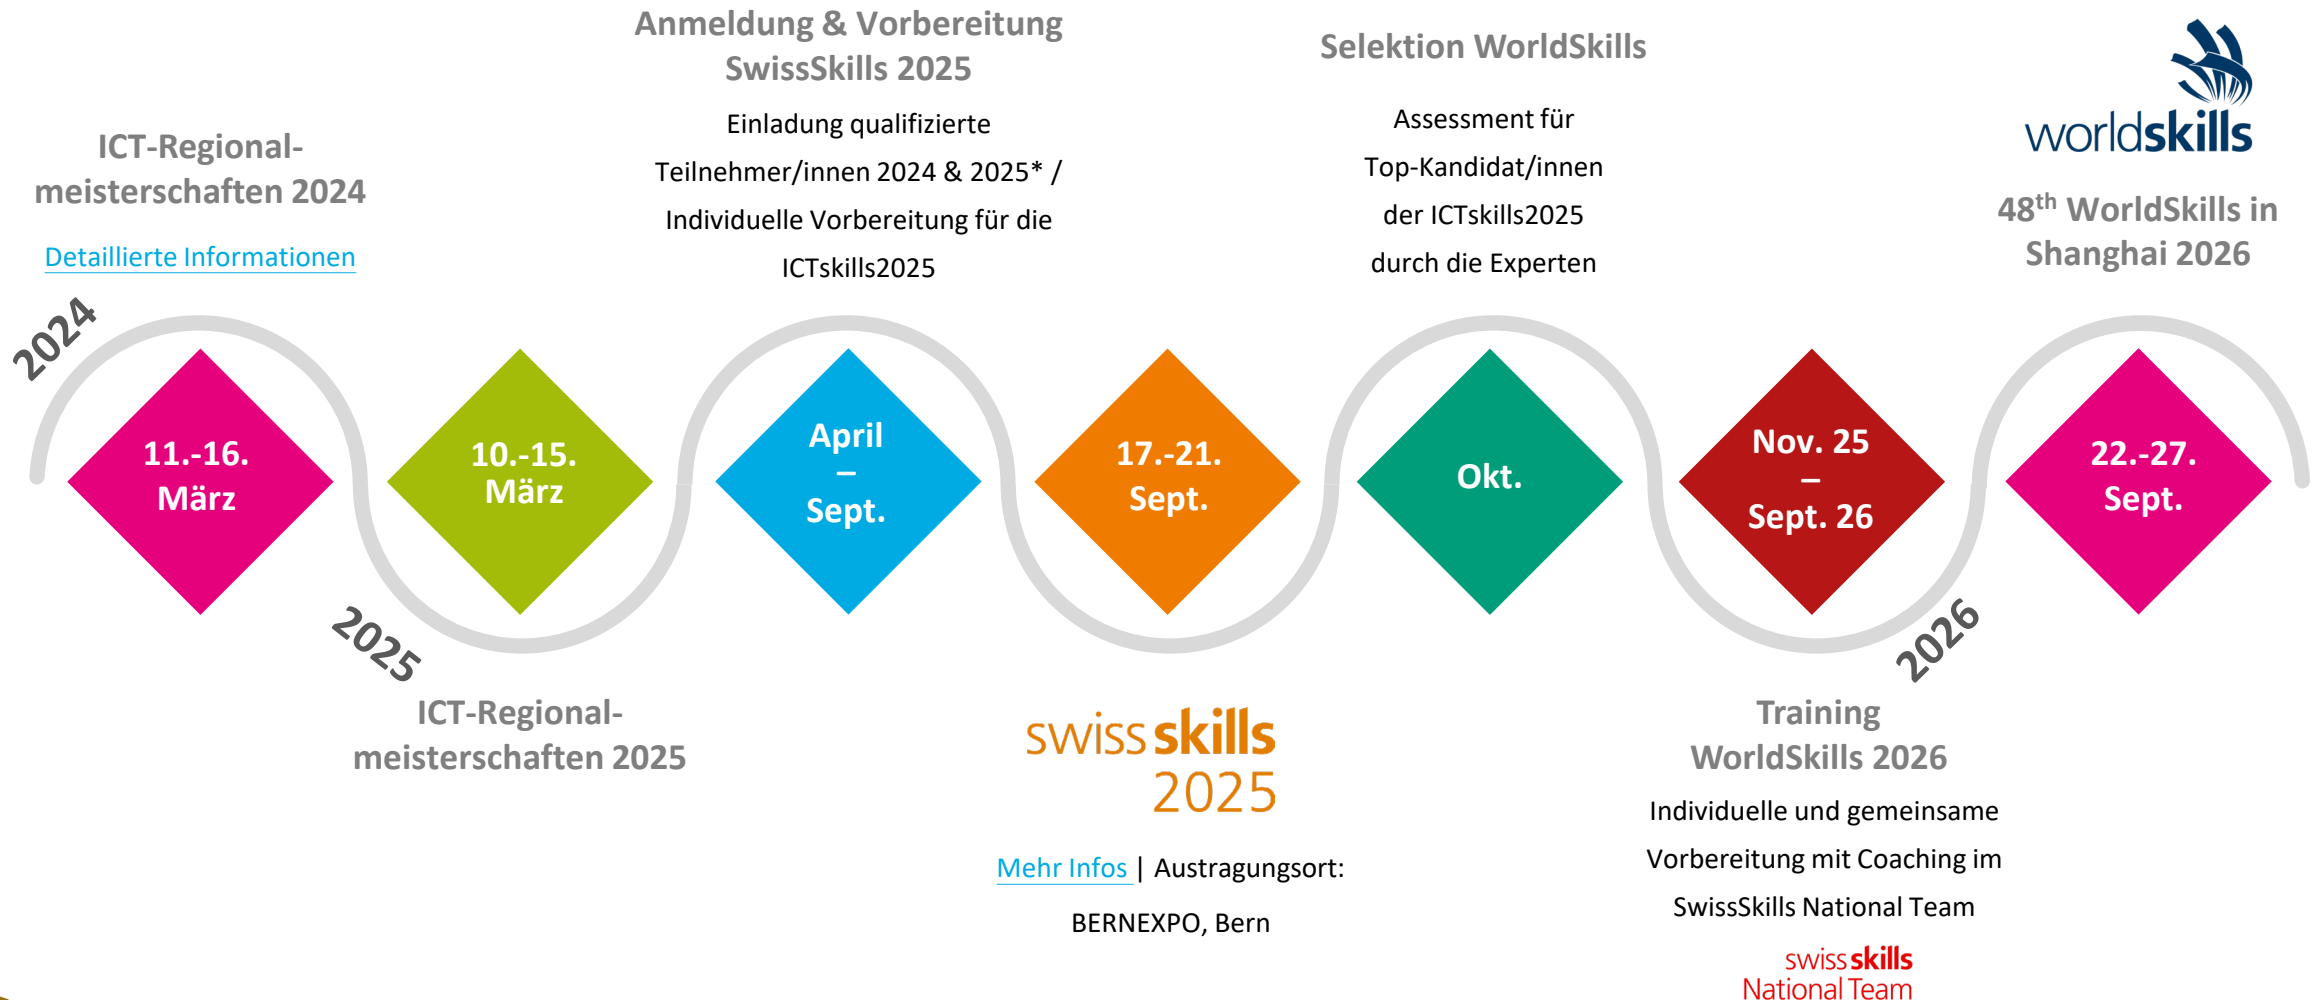 2024
ICT-Regional-
meisterschaften 2024
Detaillierte Informationen
11.-16.
März
2025
10.-15.
März
ICT-Regional-
meisterschaften 2025
Anmeldung & Vorbereitung
SwissSkills 2025
Einladung qualifizierte
Teilnehmer/innen 2024 & 2025* /
Individuelle Vorbereitung für die
ICTskills2025
April
–
Sept.
17.-21.
Sept.
swiss skills
2025
Mehr Infos | Austragungsort:
BERNEXPO, Bern
Selektion WorldSkills
Assessment für
Top-Kandidat/innen
der ICTskills2025
durch die Experten
Okt.
Nov. 25
–
Sept. 26
Training
WorldSkills 2026
Individuelle und gemeinsame
Vorbereitung mit Coaching im
SwissSkills National Team
swiss skills
National Team
2026
worldskills
48th WorldSkills in
Shanghai 2026
22.-27.
Sept.